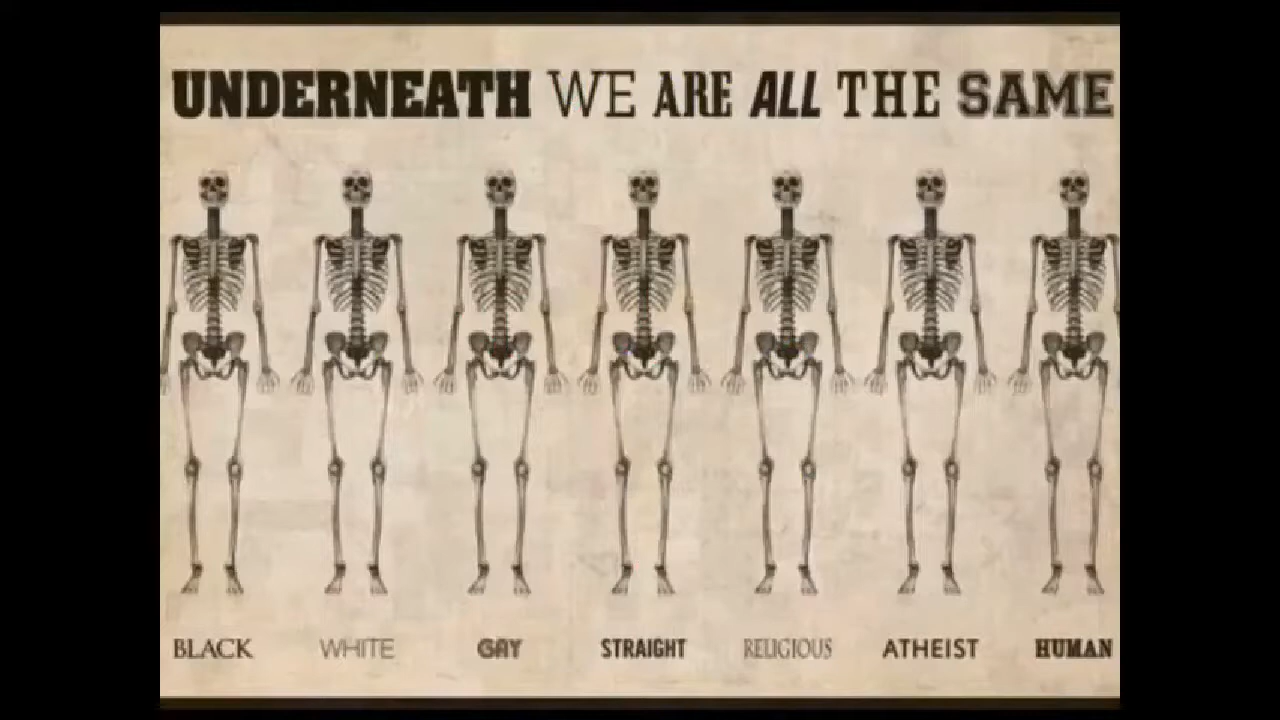 UNDERNEATH WE ARE ALL THE SAME
BLACK WHITE GAY STRAIGHT RELIGIOUS ATHEIST HUMAN